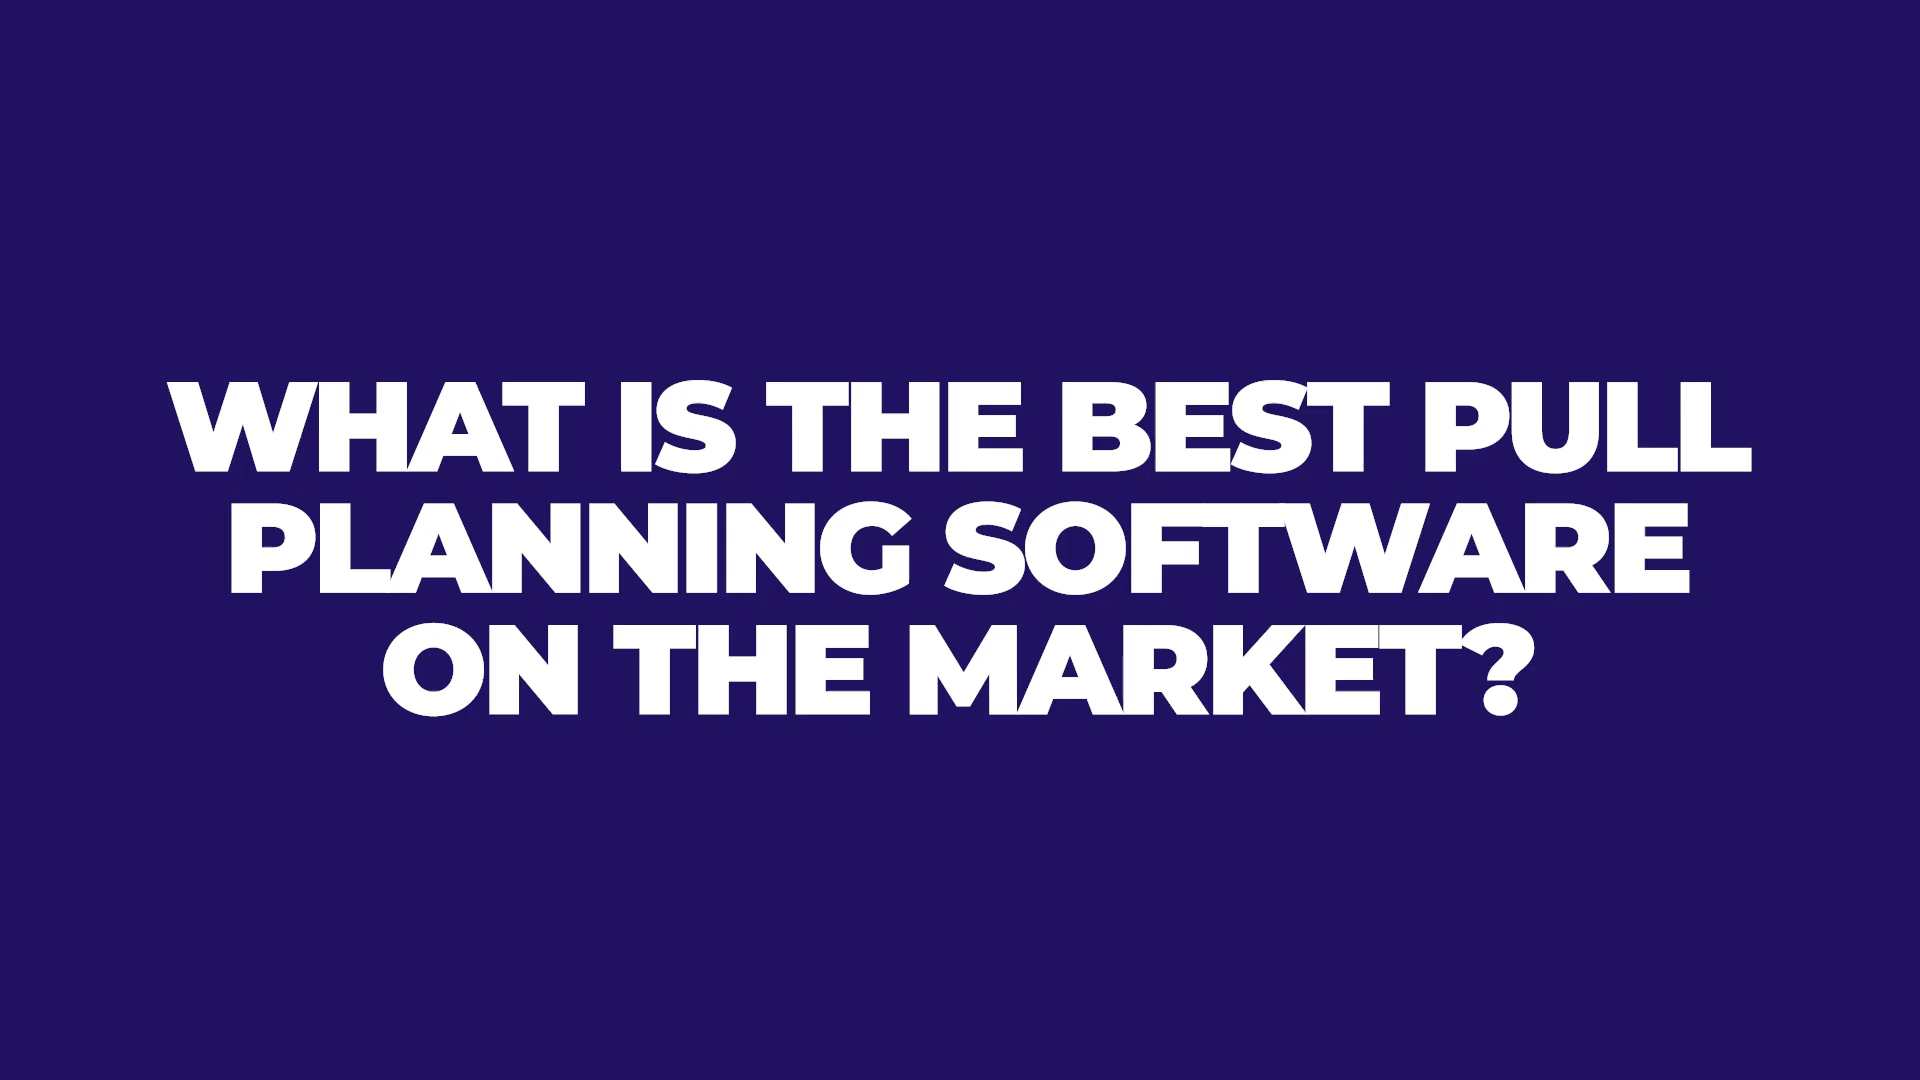 WHAT IS THE BEST PULL
PLANNING SOFTWARE
ON THE MARKET?